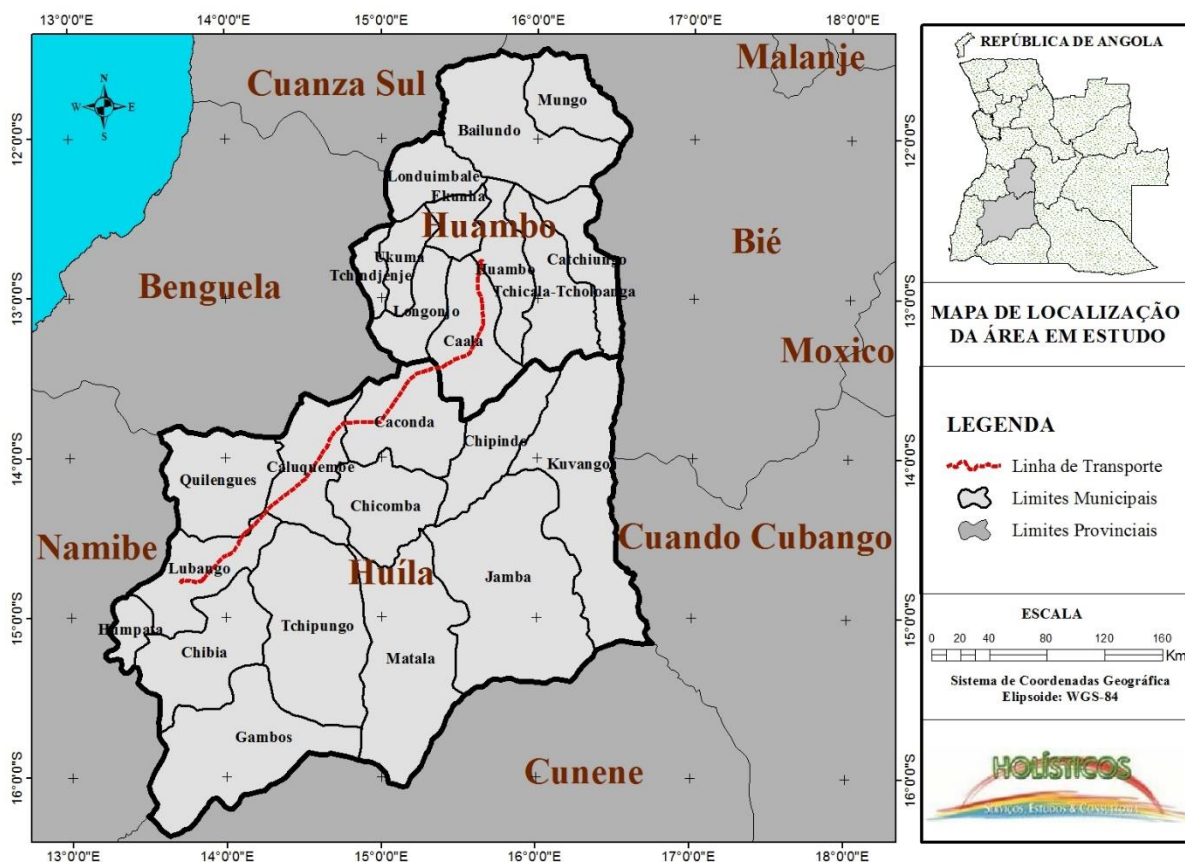 13°0'0"E 14°0'0"E 15°0'0"E 16°0'0"E 17°0'0"E 18°0'0"E
12°0'0"S
13°0'0"S
14°0'0"S
15°0'0"S
16°0'0"S
N
W E
S
Cuanza Sul
Malanje
Mungo
Bailundo
Londuimbale
Ekunha
Huambo
Bié
Ukuma
Tchindjenje
Huambo
Catchiungo
Tchicala-Tcholoanga
Benguela
Longonjo
Caala
Moxico
Caconda
Chipindo
Caluquembe
Kuvango
Quilengues
Chicomba
Namibe
Cuando Cubango
Lubango
Huíla
Jamba
Humpata
Tchipungo
Chibia
Matala
Gambos
Cunene
12°0'0"S
13°0'0"S
14°0'0"S
15°0'0"S
16°0'0"S
13°0'0"E 14°0'0"E 15°0'0"E 16°0'0"E 17°0'0"E 18°0'0"E
REPÚBLICA DE ANGOLA
MAPA DE LOCALIZAÇÃO
DA ÁREA EM ESTUDO
LEGENDA
Linha de Transporte
Limites Municipais
Limites Provinciais
ESCALA
0 20 40 80 120 160
Km
Sistema de Coordenadas Geográfica
Elipsoide: WGS-84
HOLÍSTICOS
SERVIÇOS, ESTUDOS & CONSULTORIA